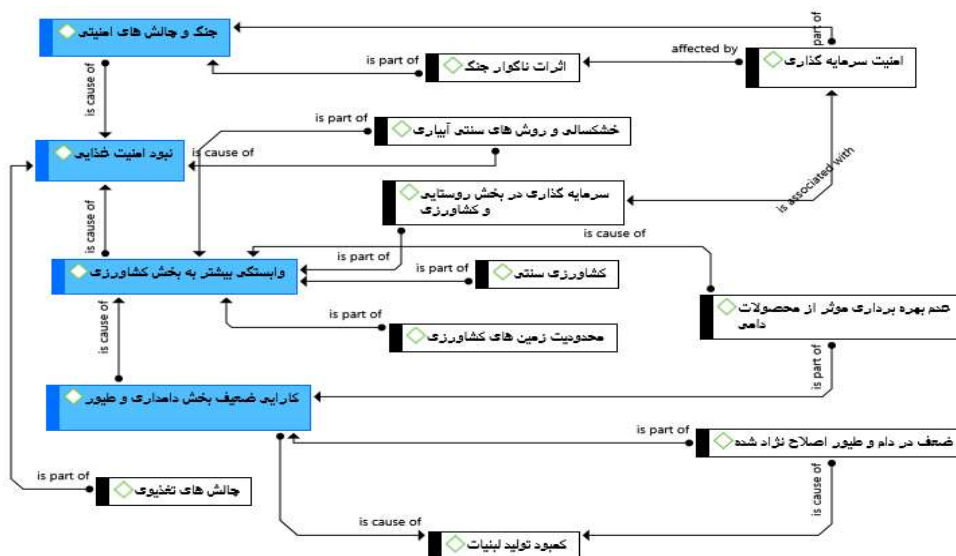 part of
جنگ و چالش های امنیتی
affected by
امنیت سرمایه گذاری
is part of
اثرات ناگوار جنگ
is cause of
is part of
خشکسالی و روش های سنتی آبیاری
نبود امنیت غذایی
is cause of
is associated with
سرمایه گذاری در بخش روستایی
و کشاورزی
is cause of
is cause of
is part of
وابستگی بیشتر به بخش کشاورزی
is part of
کشاورزی سنتی
عدم بهره برداری موثر از محصولات
دامی
is part of
محدودیت زمین های کشاورزی
is cause of
is part of
کارایی ضعیف بخش دامداری و طیور
is part of
ضعف در دام و طیور اصلاح نژاد شده
is part of
چالش های تغذیوی
is cause of
is cause of
کمبود تولید لبنیات